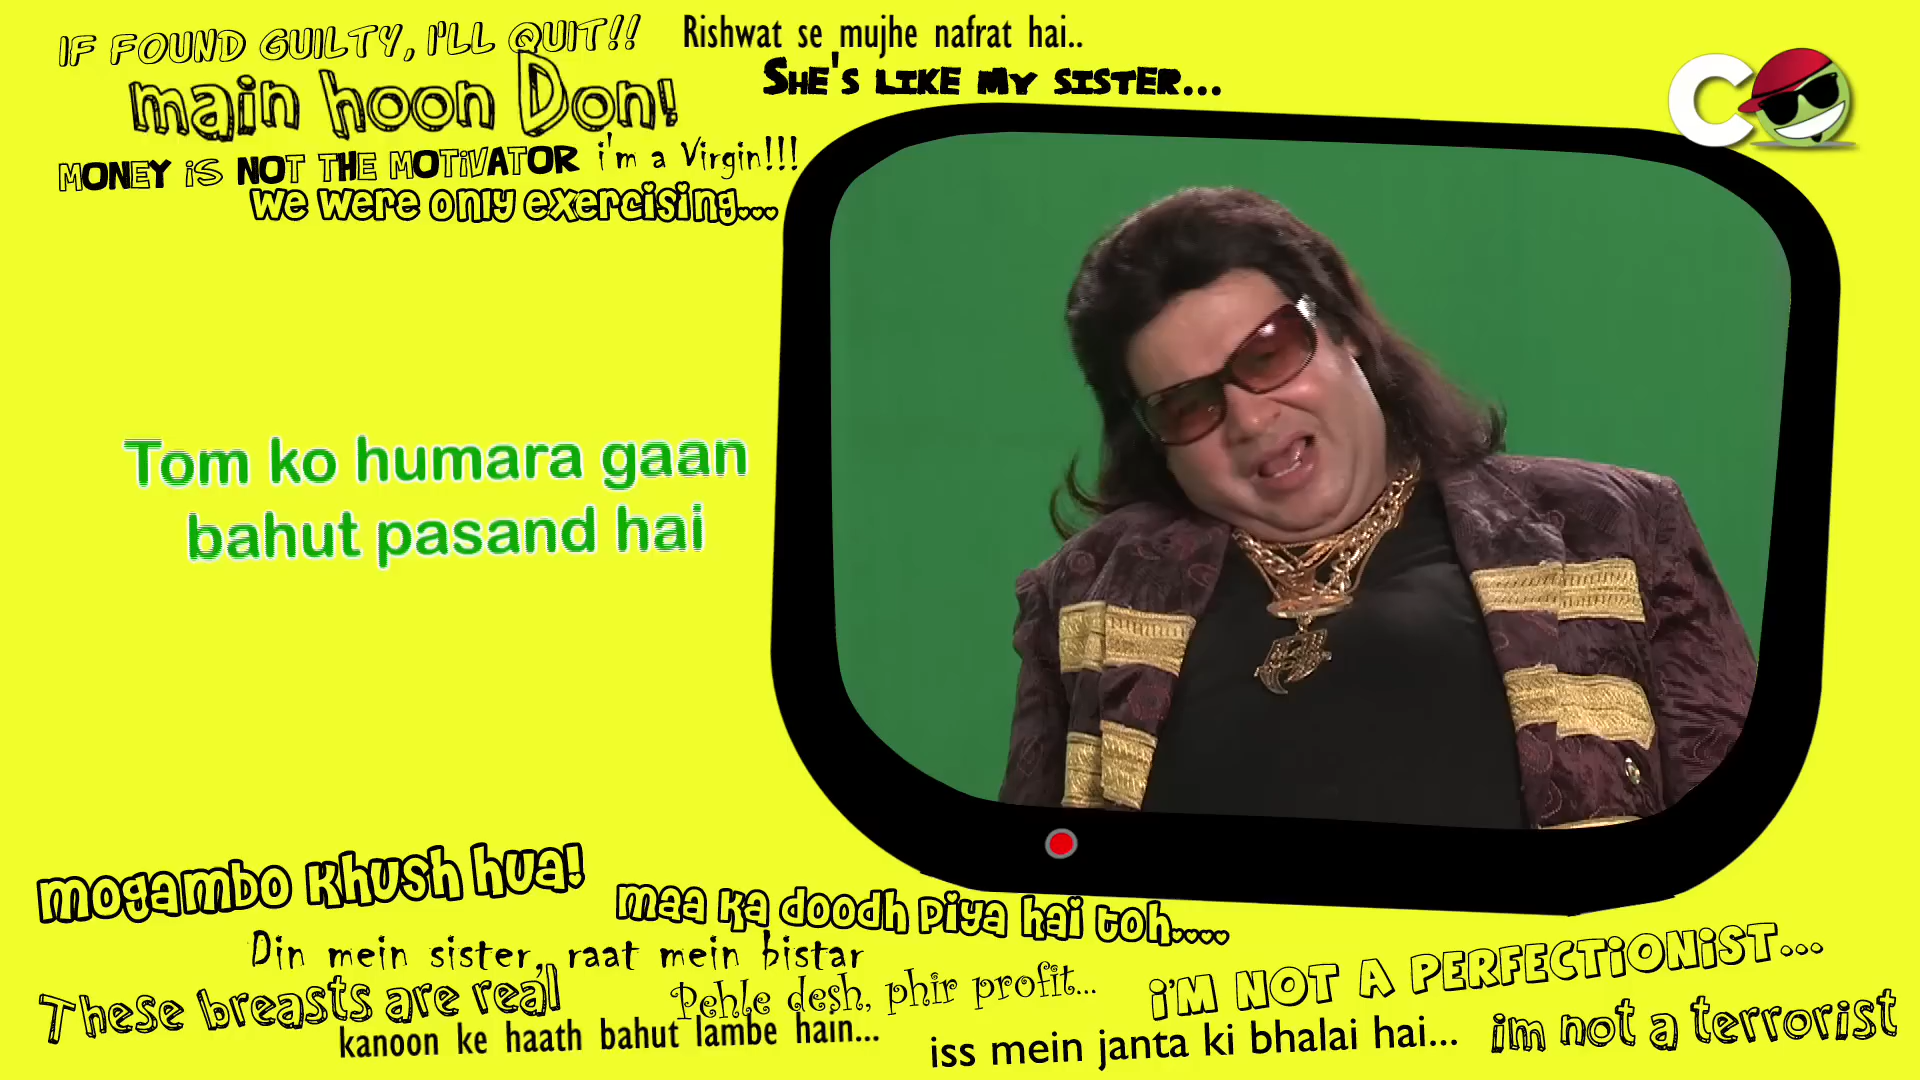 IF FOUND GUILTY, I'LL QUIT!!
Rishwat se mujhe nafrat hai..
main hoon Don!
SHE'S LIKE MY SISTER...
MONEY iS NOT THE MOTiVATOR
i'm a Virgin!!!
we were only exercising...
C
Tom ko humara gaan
bahut pasand hai
mogambo khush hua!
maa ka doodh piya hai toh....
Din mein sister, raat mein bistar
These breasts are real
Pehle desh, phir profit...
i'M NOT A PERFECTiONiST...
kanoon ke haath bahut lambe hain...
iss mein janta ki bhalai hai...
im not a terrorist